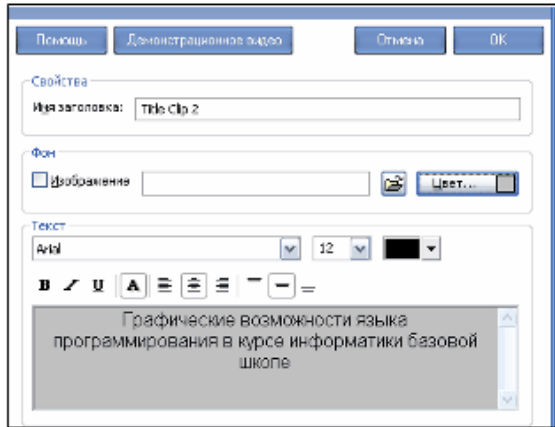 Помощь Демонстрационное видео Отмена OK
Свойства
Имя заголовка: Title Clip 2
Фон
Изображение Цвет...
Текст
Arial 12
B I U A
Графические возможности языка
программирования в курсе информатики базовой
школе